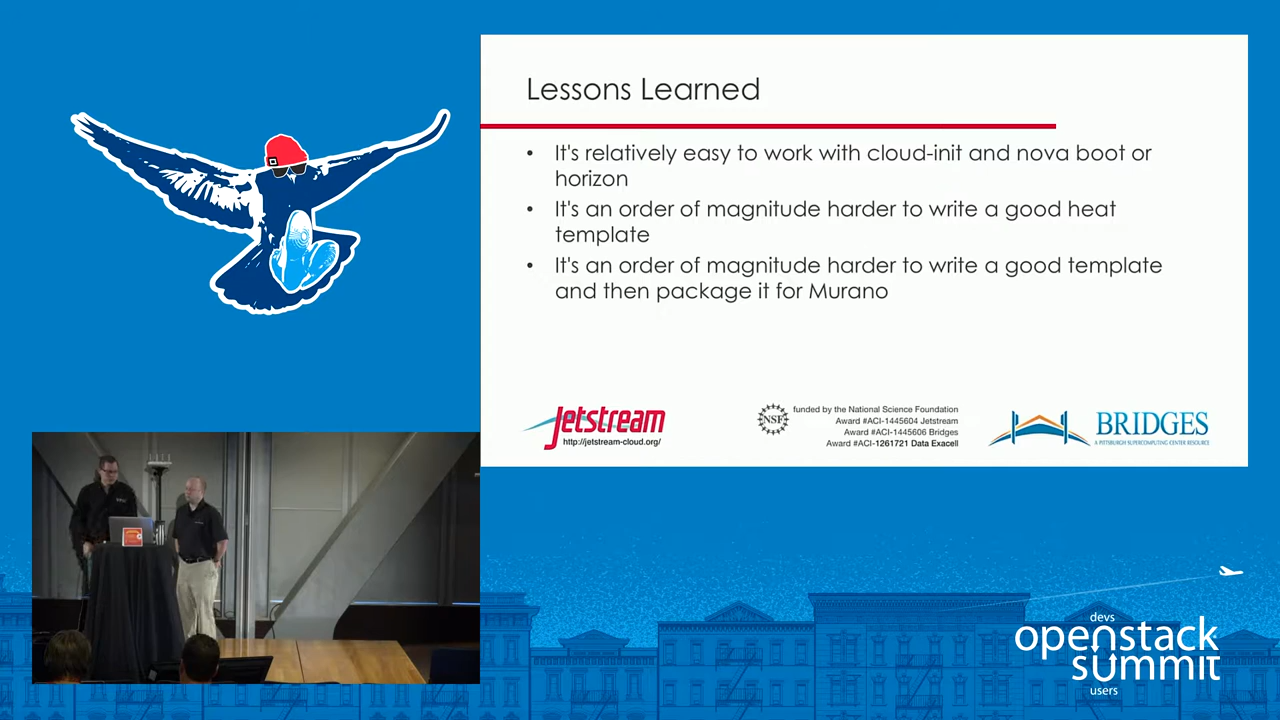 Lessons Learned
• It's relatively easy to work with cloud-init and nova boot or
horizon
• It's an order of magnitude harder to write a good heat
template
• It's an order of magnitude harder to write a good template
and then package it for Murano
Jetstream
http://jetstream-cloud.org/
NSF
funded by the National Science Foundation
Award #ACI-1445604 Jetstream
Award #ACI-1445606 Bridges
Award #ACI-1261721 Data Exacell
BRIDGES
A PITTSBURGH SUPERCOMPUTING CENTER RESOURCE
devs
openstack
summit
users